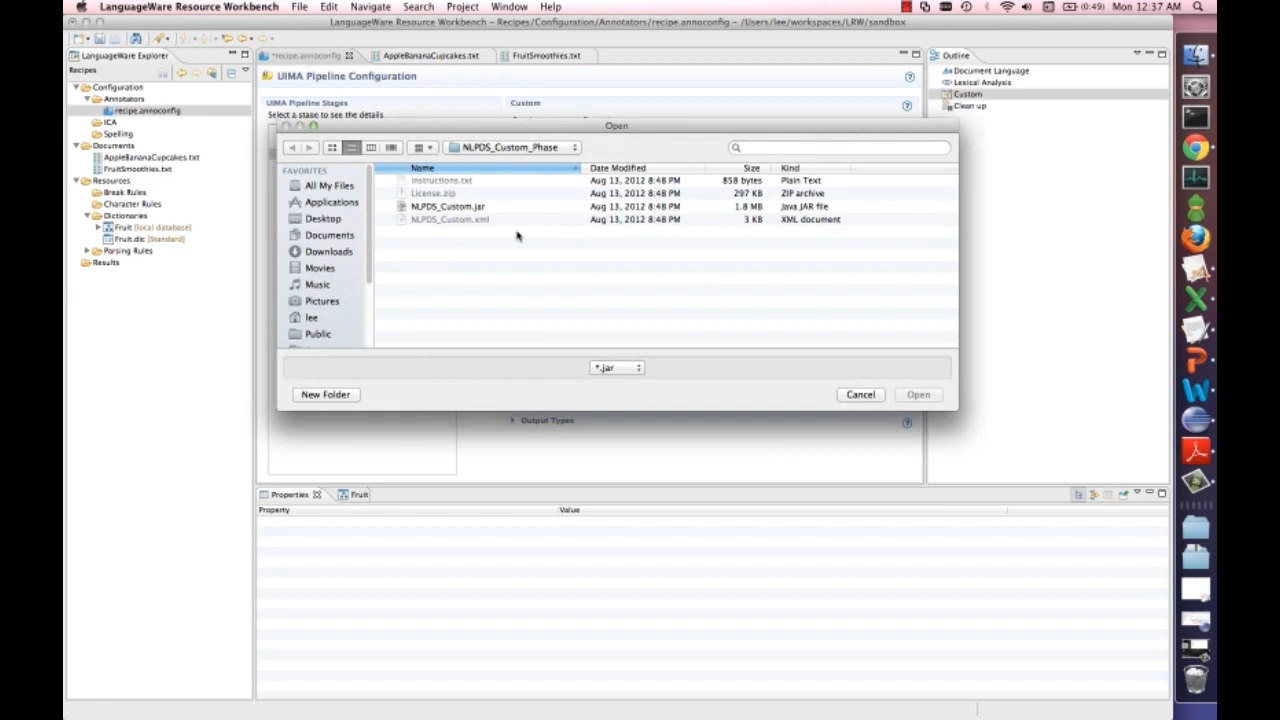 LanguageWare Resource Workbench File Edit Navigate Search Project Window Help (0:49) Mon 12:37 AM
LanguageWare Resource Workbench – Recipes/Configuration/Annotators/recipe.annoconfig – /Users/lee/workspaces/LRW/sandbox
LanguageWare Explorer
Recipes
Configuration
Annotators
recipe.annoconfig
ICA
Spelling
Documents
AppleBananaCupcakes.txt
FruitSmoothies.txt
Resources
Break Rules
Character Rules
Dictionaries
Fruit [local database]
Fruit.dic [Standard]
Parsing Rules
Results
*recipe.annoconfig AppleBananaCupcakes.txt FruitSmoothies.txt
UIMA Pipeline Configuration
UIMA Pipeline Stages Custom
Select a stage to see the details
Open
NLPDS_Custom_Phase
FAVORITES
All My Files
Applications
Desktop
Documents
Downloads
Movies
Music
Pictures
lee
Public
Name Date Modified Size Kind
Instructions.txt Aug 13, 2012 8:48 PM 858 bytes Plain Text
License.zip Aug 13, 2012 8:48 PM 297 KB ZIP archive
NLPDS_Custom.jar Aug 13, 2012 8:48 PM 1.8 MB Java JAR file
NLPDS_Custom.xml Aug 13, 2012 8:48 PM 3 KB XML document
*.jar
New Folder Cancel Open
Output Types
Outline
Document Language
Lexical Analysis
Custom
Clean up
Properties Fruit
Property Value